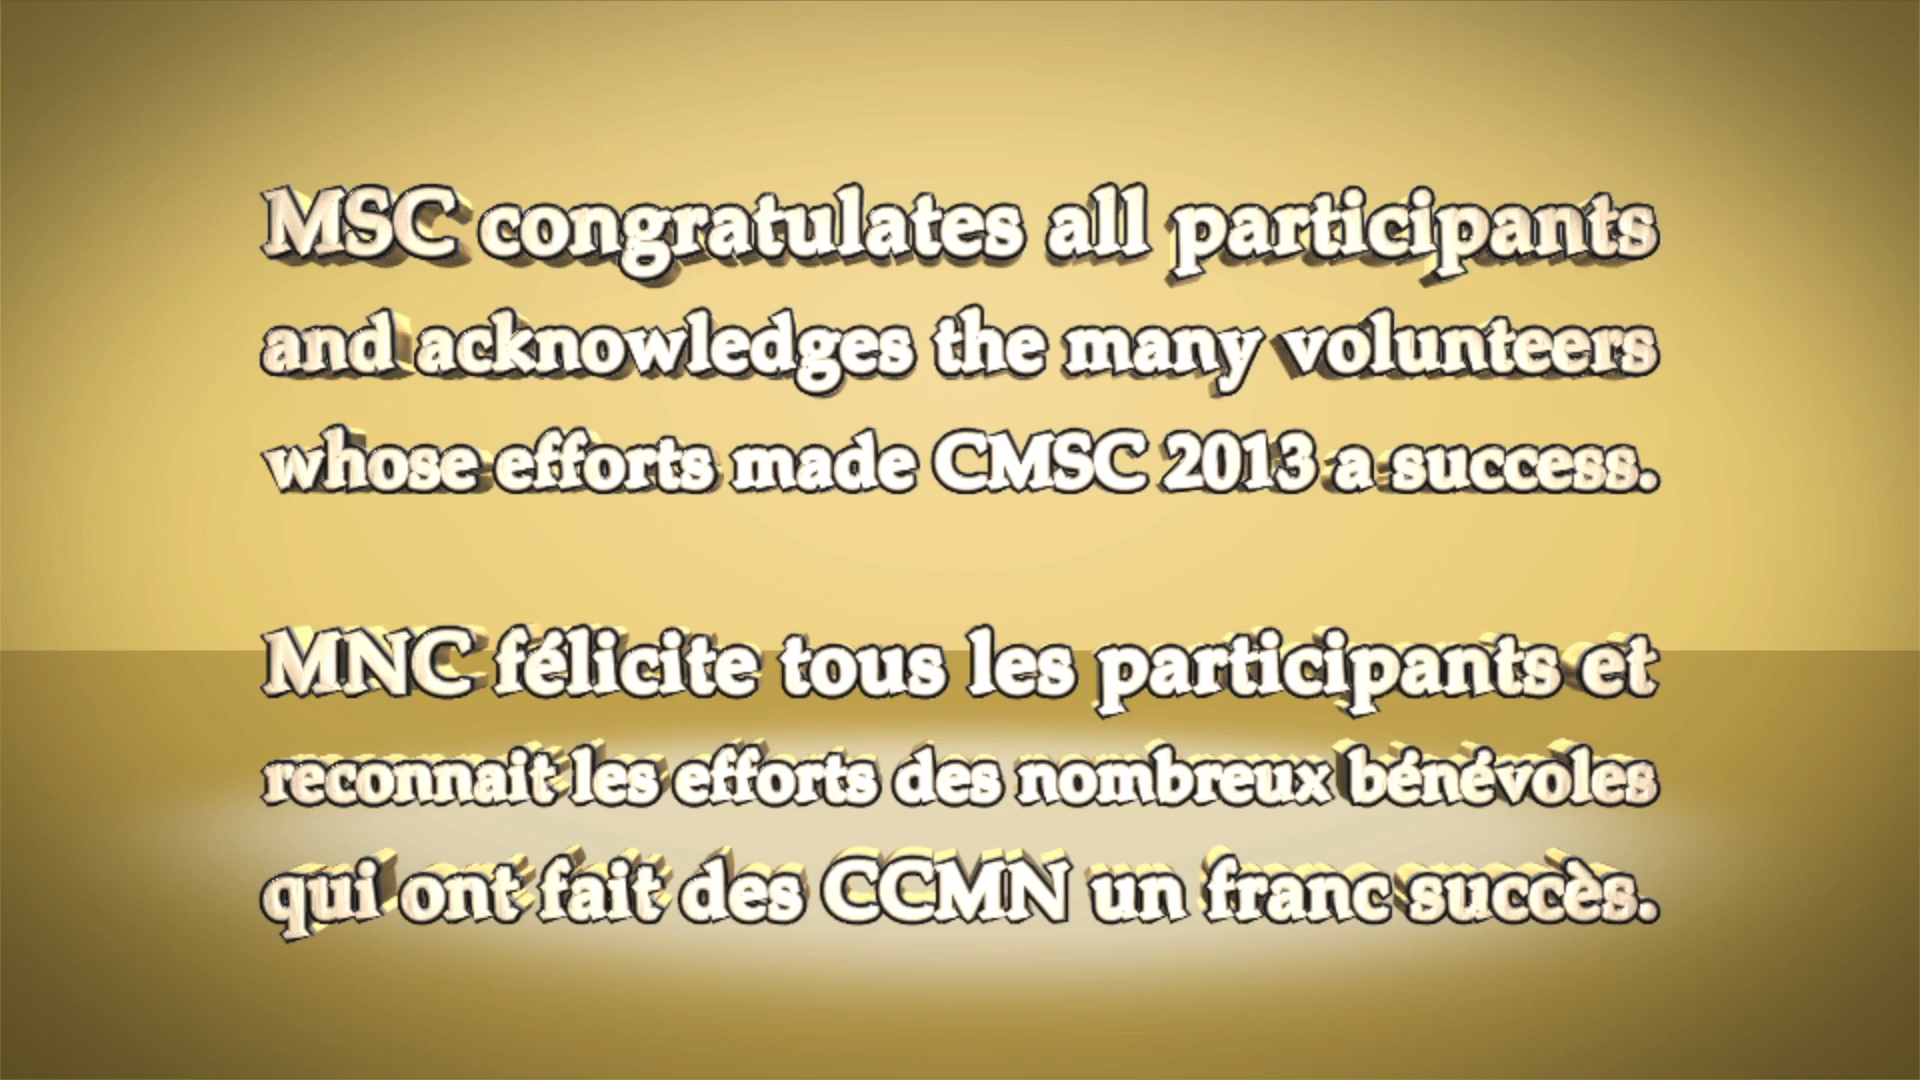 MSC congratulates all participants
and acknowledges the many volunteers
whose efforts made CMSC 2013 a success.
MNC félicite tous les participants et
reconnait les efforts des nombreux bénévoles
qui ont fait des CCMN un franc succès.